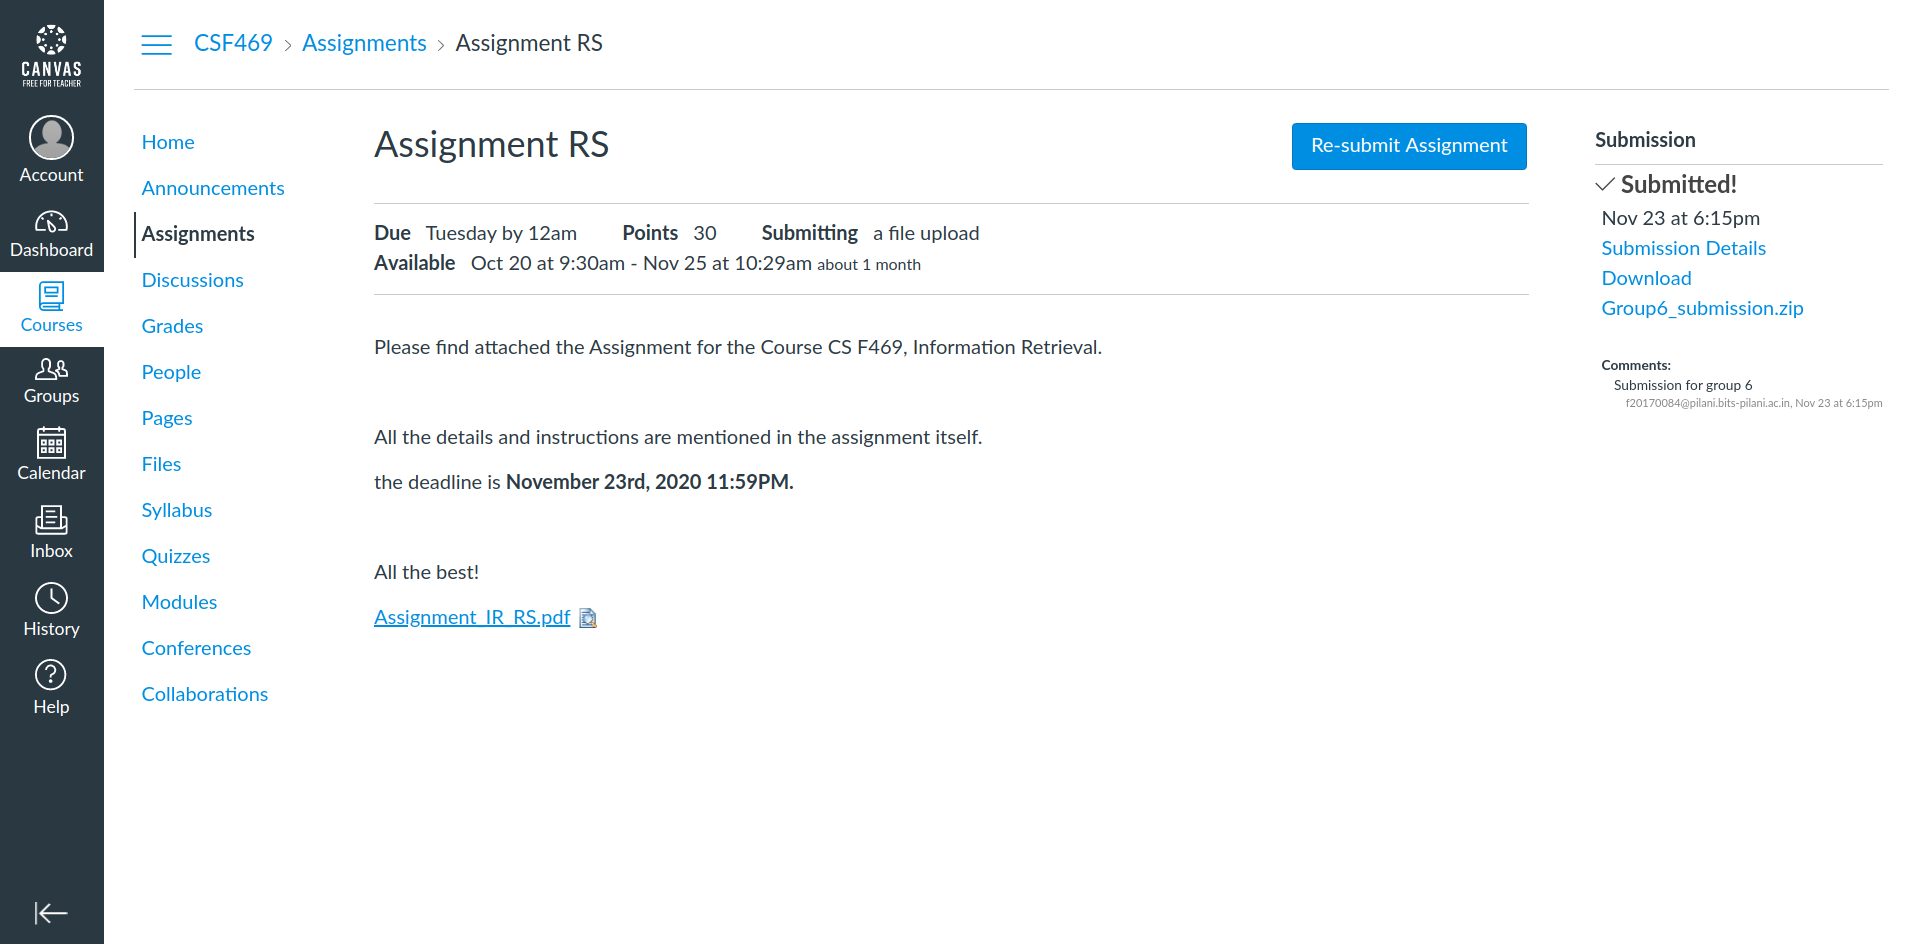 CANVAS
FREE FOR TEACHER
Account
Dashboard
Courses
Groups
Calendar
Inbox
History
Help
CSF469 > Assignments > Assignment RS
Home
Announcements
Assignments
Discussions
Grades
People
Pages
Files
Syllabus
Quizzes
Modules
Conferences
Collaborations
Assignment RS
Re-submit Assignment
Due Tuesday by 12am Points 30 Submitting a file upload
Available Oct 20 at 9:30am - Nov 25 at 10:29am about 1 month
Please find attached the Assignment for the Course CS F469, Information Retrieval.
All the details and instructions are mentioned in the assignment itself.
the deadline is November 23rd, 2020 11:59PM.
All the best!
Assignment_IR_RS.pdf
Submission
Submitted!
Nov 23 at 6:15pm
Submission Details
Download
Group6_submission.zip
Comments:
Submission for group 6
f20170084@pilani.bits-pilani.ac.in, Nov 23 at 6:15pm